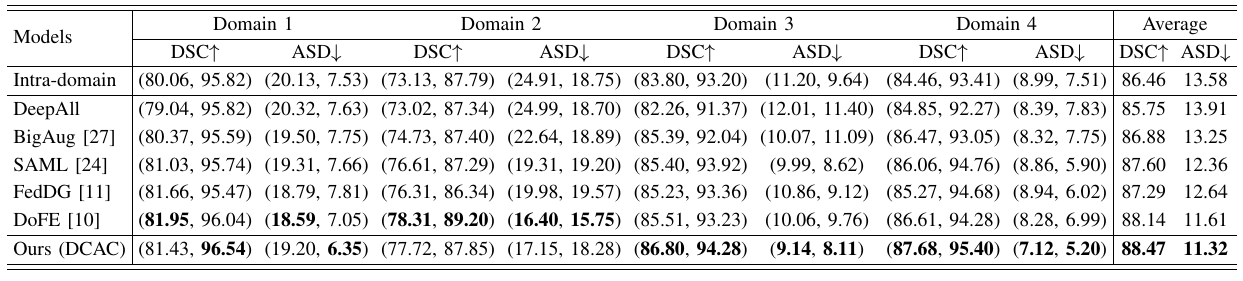 Models Domain 1 Domain 2 Domain 3 Domain 4 Average
DSC↑ ASD↓ DSC↑ ASD↓ DSC↑ ASD↓ DSC↑ ASD↓ DSC↑ ASD↓
Intra-domain (80.06, 95.82) (20.13, 7.53) (73.13, 87.79) (24.91, 18.75) (83.80, 93.20) (11.20, 9.64) (84.46, 93.41) (8.99, 7.51) 86.46 13.58
DeepAll (79.04, 95.82) (20.32, 7.63) (73.02, 87.34) (24.99, 18.70) (82.26, 91.37) (12.01, 11.40) (84.85, 92.27) (8.39, 7.83) 85.75 13.91
BigAug [27] (80.37, 95.59) (19.50, 7.75) (74.73, 87.40) (22.64, 18.89) (85.39, 92.04) (10.07, 11.09) (86.47, 93.05) (8.32, 7.75) 86.88 13.25
SAML [24] (81.03, 95.74) (19.31, 7.66) (76.61, 87.29) (19.31, 19.20) (85.40, 93.92) (9.99, 8.62) (86.06, 94.76) (8.86, 5.90) 87.60 12.36
FedDG [11] (81.66, 95.47) (18.79, 7.81) (76.31, 86.34) (19.98, 19.57) (85.23, 93.36) (10.86, 9.12) (85.27, 94.68) (8.94, 6.02) 87.29 12.64
DoFE [10] (81.95, 96.04) (18.59, 7.05) (78.31, 89.20) (16.40, 15.75) (85.51, 93.23) (10.06, 9.76) (86.61, 94.28) (8.28, 6.99) 88.14 11.61
Ours (DCAC) (81.43, 96.54) (19.20, 6.35) (77.72, 87.85) (17.15, 18.28) (86.80, 94.28) (9.14, 8.11) (87.68, 95.40) (7.12, 5.20) 88.47 11.32